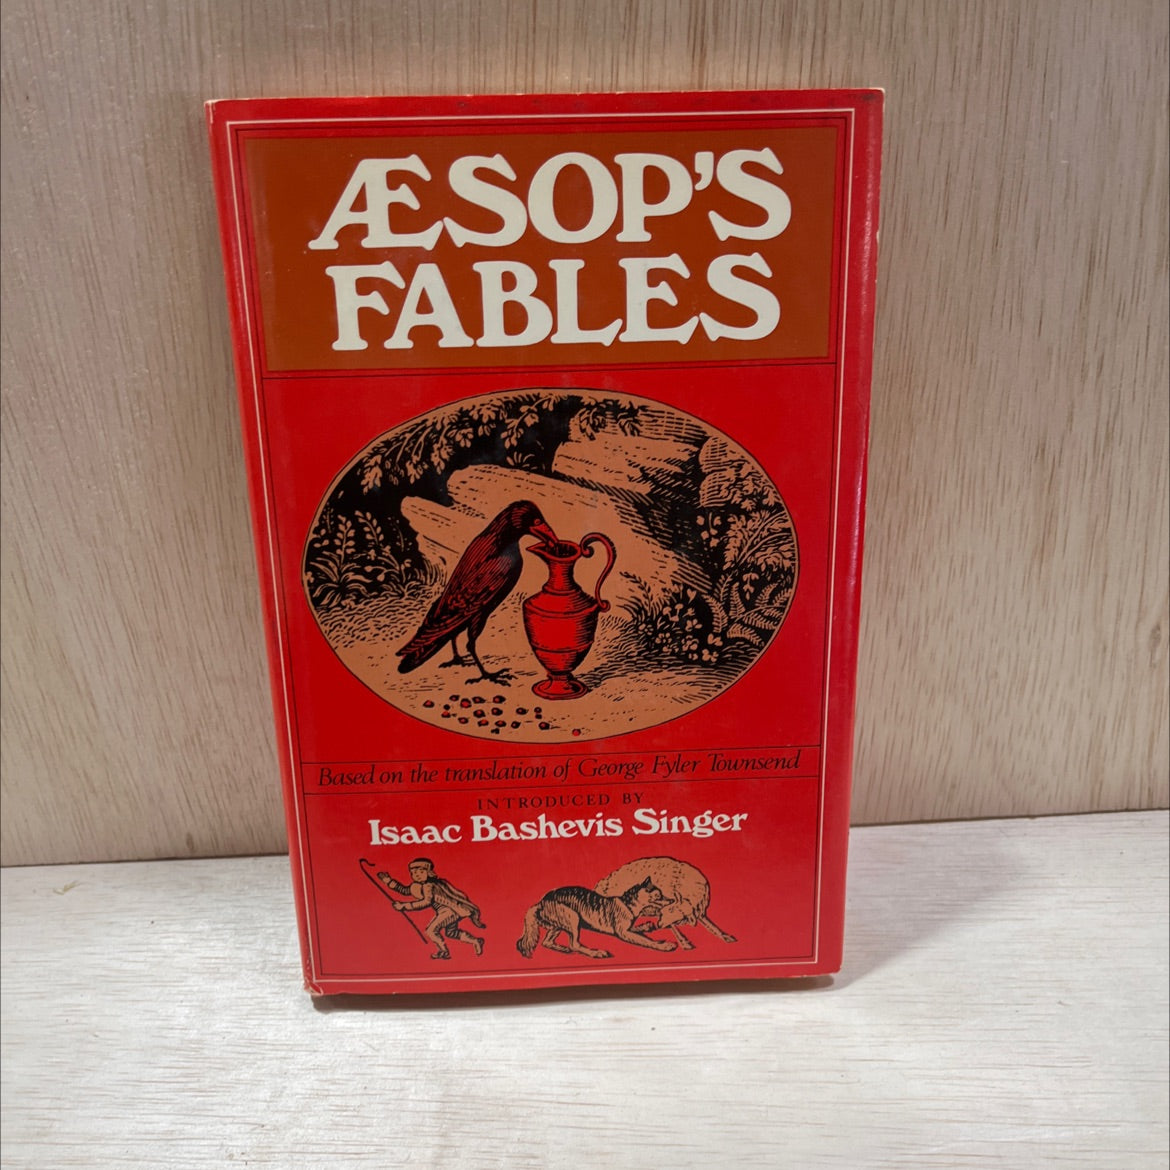 ÆSOP'S
FABLES
Based on the translation of George Fyler Townsend
INTRODUCED BY
Isaac Bashevis Singer